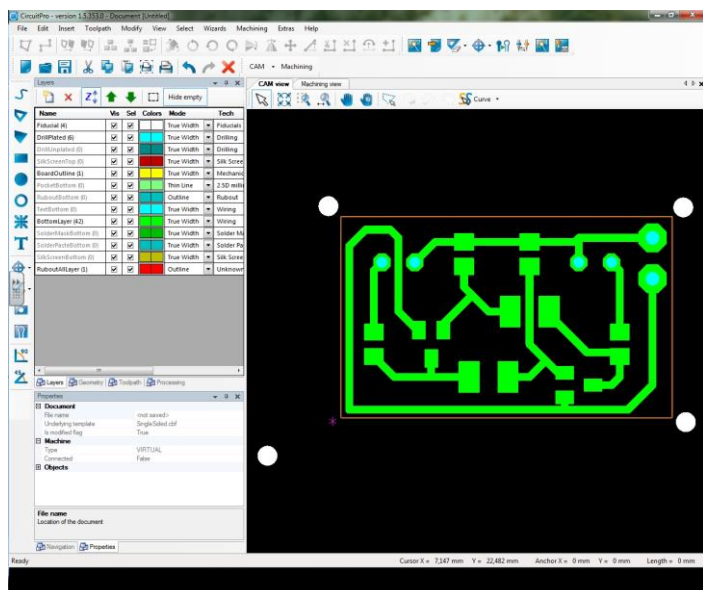 CircuitPro - version 1.5.353.0 - Document [Untitled]
File Edit Insert Toolpath Modify View Select Wizards Machining Extras Help
CAM Machining
Layers
CAM view Machining view
Hide empty
Curve
Name Vis Sel Colors Mode Tech
Fiducial (4) True Width Fiducials
DrillPlated (6) True Width Drilling
DrillUnplated (0) True Width Drilling
SilkScreenTop (0) True Width Silk Scree
BoardOutline (1) True Width Mechanic
PocketBottom (0) Thin Line 2.5D milli
RuboutBottom (0) Outline Rubout
TextBottom (0) True Width Wiring
BottomLayer (42) True Width Wiring
SolderMaskBottom (0) True Width Solder Ma
SolderPasteBottom (0) True Width Solder Pa
SilkScreenBottom (0) True Width Silk Scree
RuboutAllLayer (1) Outline Unknown
Layers Geometry Toolpath Processing
Properties
Document
File name <not saved>
Underlying template SingleSided.cbf
Is modified flag True
Machine
Type VIRTUAL
Connected False
Objects
File name
Location of the document
Navigation Properties
Ready Cursor X = 7,147 mm Y = 22,482 mm Anchor X = 0 mm Y = 0 mm Length = 0 mm